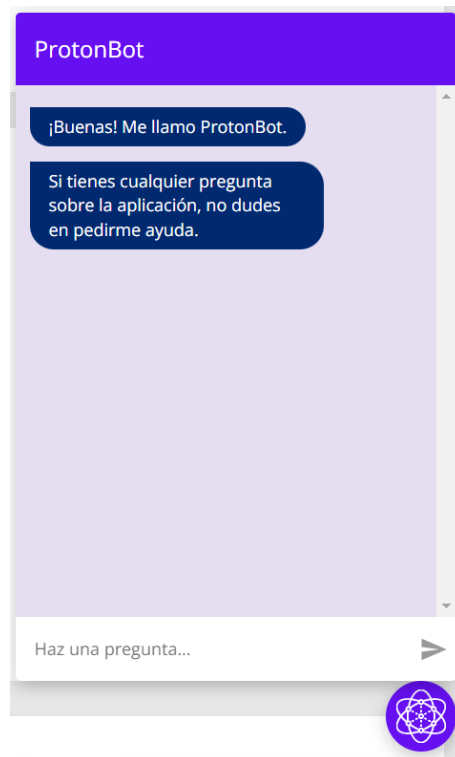 ProtonBot
¡Buenas! Me llamo ProtonBot.
Si tienes cualquier pregunta
sobre la aplicación, no dudes
en pedirme ayuda.
Haz una pregunta...